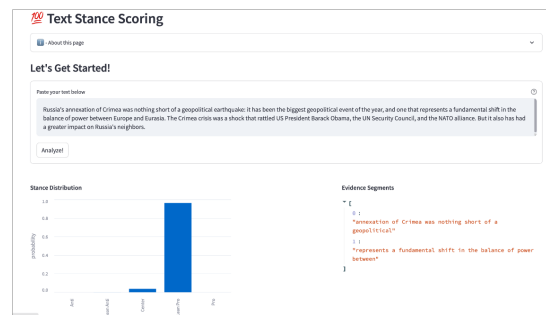 💯 Text Stance Scoring
ℹ️ - About this page
Let's Get Started!
Paste your text below
Russia's annexation of Crimea was nothing short of a geopolitical earthquake: it has been the biggest geopolitical event of the year, and one that represents a fundamental shift in the
balance of power between Europe and Eurasia. The Crimea crisis was a shock that rattled US President Barack Obama, the UN Security Council, and the NATO alliance. But it also has had
a greater impact on Russia's neighbors.
Analyze!
Stance Distribution
1.0
0.8
0.6
0.4
0.2
0.0
probability
Anti
ean Anti
Center
ean Pro
Pro
Evidence Segments
[
0 :
"annexation of Crimea was nothing short of a
geopolitical"
1 :
"represents a fundamental shift in the balance of power
between"
]